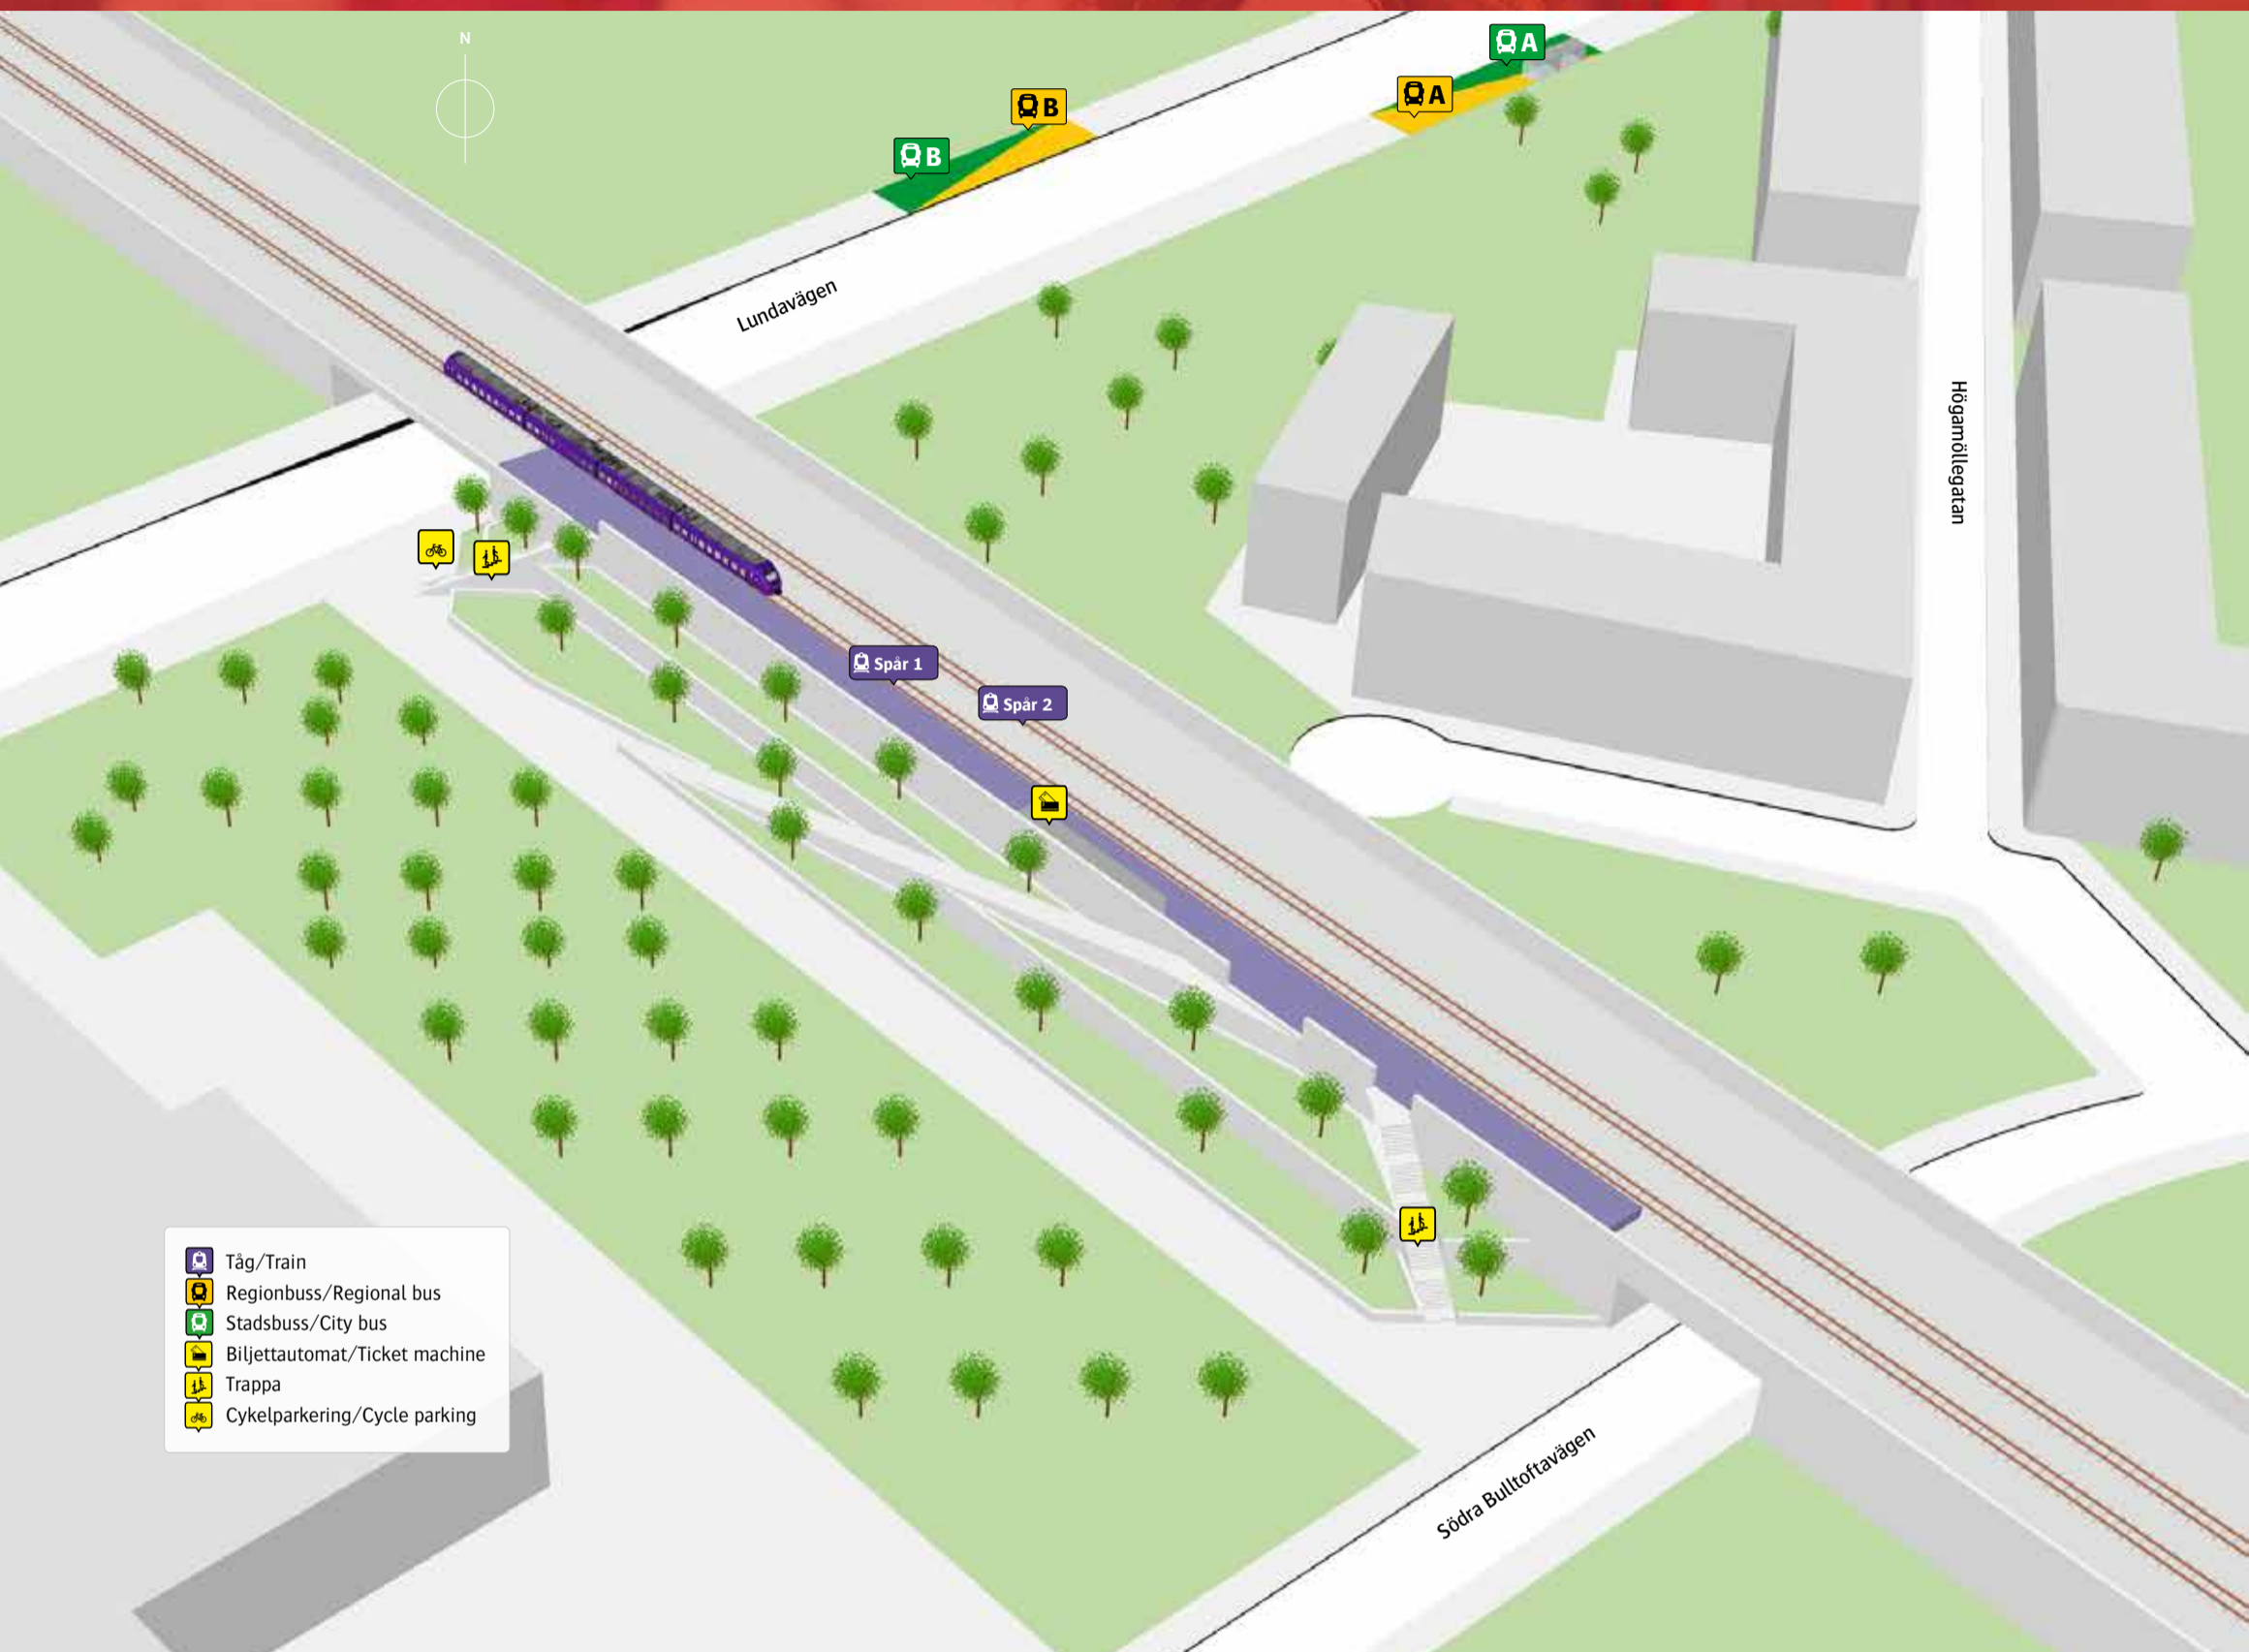 N
A
A
B
B
Lundavägen
Högamöllegatan
Spår 1
Spår 2
Södra Bulltoftavägen
Tåg/Train
Regionbuss/Regional bus
Stadsbuss/City bus
Biljettautomat/Ticket machine
Trappa
Cykelparkering/Cycle parking